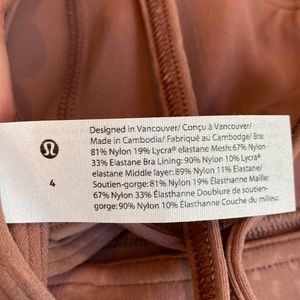 Designed in Vancouver/ Conçu à Vancouver/
Made in Cambodia/ Fabriqué au Cambodge/ Bra:
81% Nylon 19% Lycra® elastane Mesh:67% Nylon
33% Elastane Bra Lining: 90% Nylon 10% Lycra®
elastane Middle layer: 89% Nylon 11% Elastane/
Soutien-gorge: 81% Nylon 19% Élasthanne Maille:
67% Nylon 33% Élasthanne Doublure de soutien-
gorge: 90% Nylon 10% Élasthanne Couche du milieu:
4